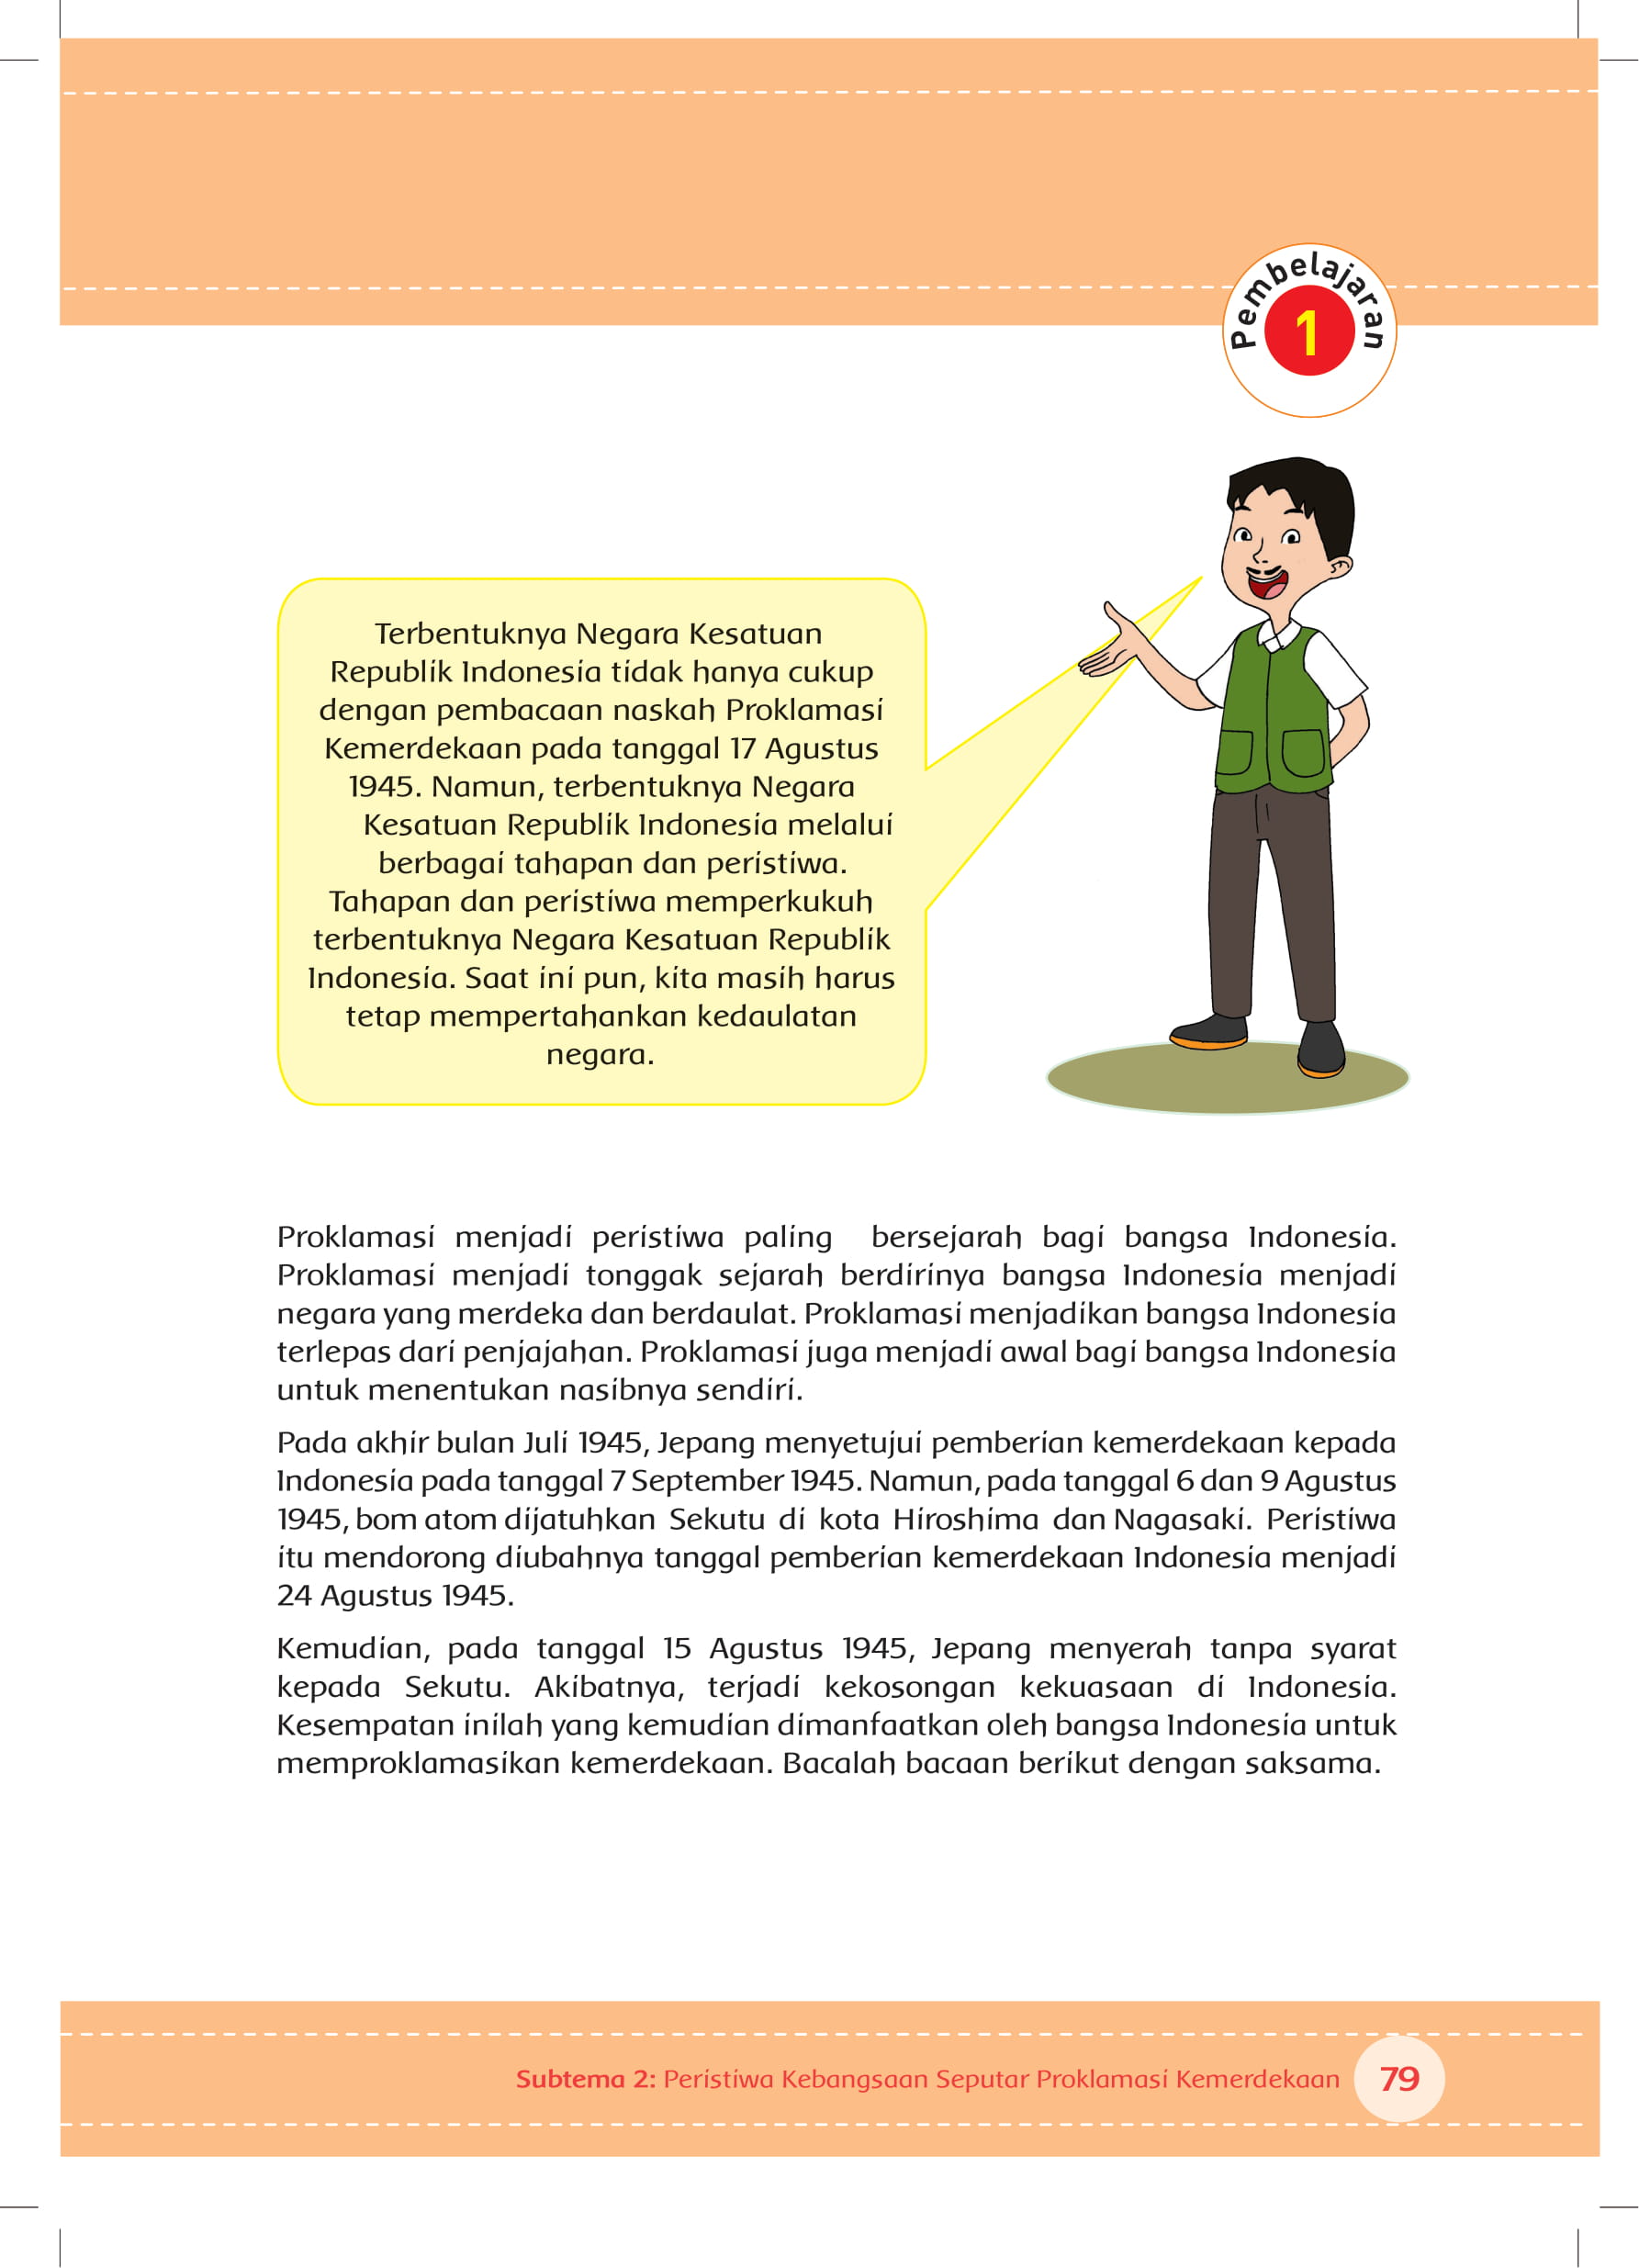 Pembelajaran
1
Terbentuknya Negara Kesatuan
Republik Indonesia tidak hanya cukup
dengan pembacaan naskah Proklamasi
Kemerdekaan pada tanggal 17 Agustus
1945. Namun, terbentuknya Negara
Kesatuan Republik Indonesia melalui
berbagai tahapan dan peristiwa.
Tahapan dan peristiwa memperkukuh
terbentuknya Negara Kesatuan Republik
Indonesia. Saat ini pun, kita masih harus
tetap mempertahankan kedaulatan
negara.
Proklamasi menjadi peristiwa paling bersejarah bagi bangsa Indonesia.
Proklamasi menjadi tonggak sejarah berdirinya bangsa Indonesia menjadi
negara yang merdeka dan berdaulat. Proklamasi menjadikan bangsa Indonesia
terlepas dari penjajahan. Proklamasi juga menjadi awal bagi bangsa Indonesia
untuk menentukan nasibnya sendiri.
Pada akhir bulan Juli 1945, Jepang menyetujui pemberian kemerdekaan kepada
Indonesia pada tanggal 7 September 1945. Namun, pada tanggal 6 dan 9 Agustus
1945, bom atom dijatuhkan Sekutu di kota Hiroshima dan Nagasaki. Peristiwa
itu mendorong diubahnya tanggal pemberian kemerdekaan Indonesia menjadi
24 Agustus 1945.
Kemudian, pada tanggal 15 Agustus 1945, Jepang menyerah tanpa syarat
kepada Sekutu. Akibatnya, terjadi kekosongan kekuasaan di Indonesia.
Kesempatan inilah yang kemudian dimanfaatkan oleh bangsa Indonesia untuk
memproklamasikan kemerdekaan. Bacalah bacaan berikut dengan saksama.
Subtema 2: Peristiwa Kebangsaan Seputar Proklamasi Kemerdekaan 79